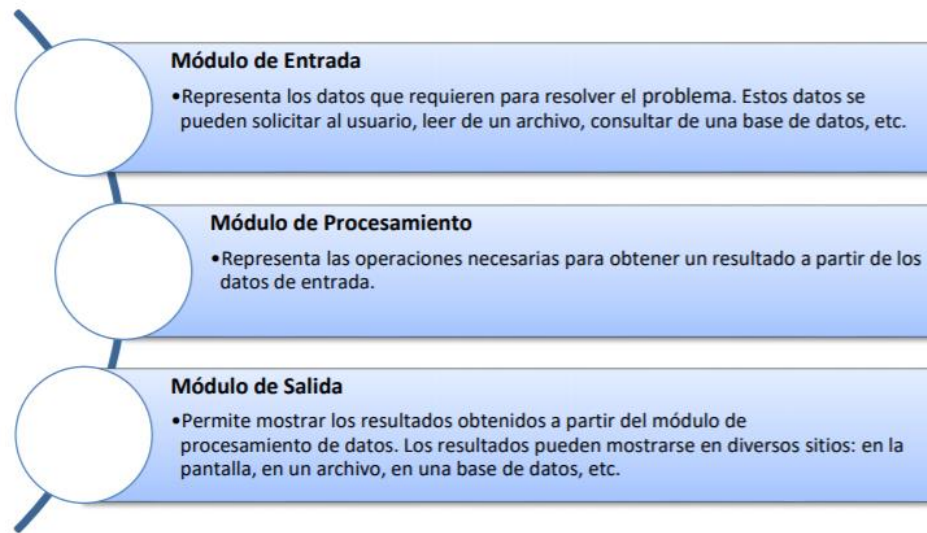 Módulo de Entrada
•Representa los datos que requieren para resolver el problema. Estos datos se
pueden solicitar al usuario, leer de un archivo, consultar de una base de datos, etc.
Módulo de Procesamiento
•Representa las operaciones necesarias para obtener un resultado a partir de los
datos de entrada.
Módulo de Salida
•Permite mostrar los resultados obtenidos a partir del módulo de
procesamiento de datos. Los resultados pueden mostrarse en diversos sitios: en la
pantalla, en un archivo, en una base de datos, etc.